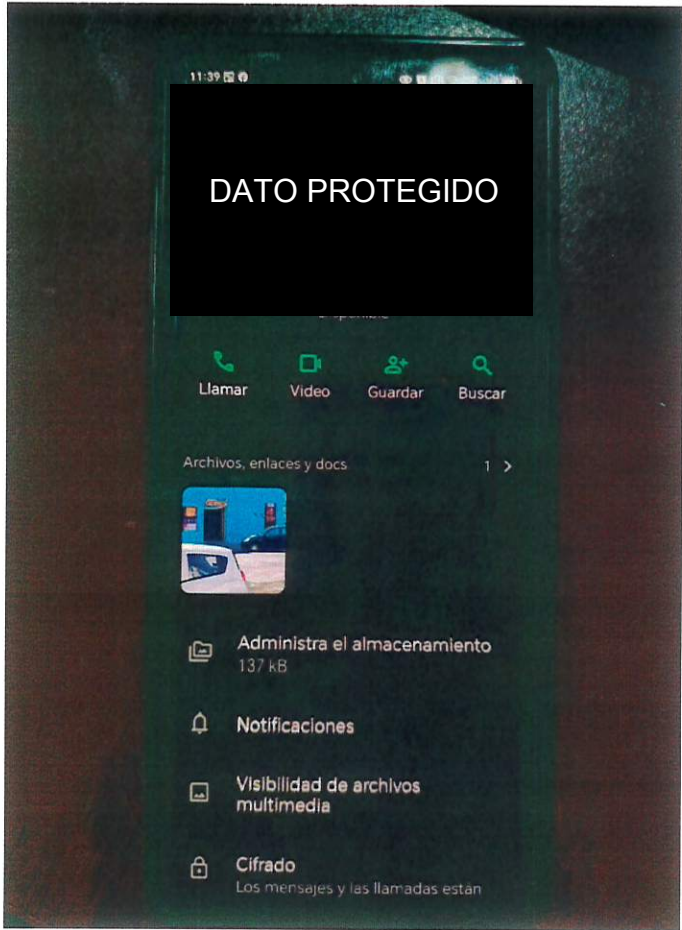 11:39
DATO PROTEGIDO
Llamar Video Guardar Buscar
Archivos, enlaces y docs 1 >
Administra el almacenamiento
137 kB
Notificaciones
Visibilidad de archivos
multimedia
Cifrado
Los mensajes y las llamadas están